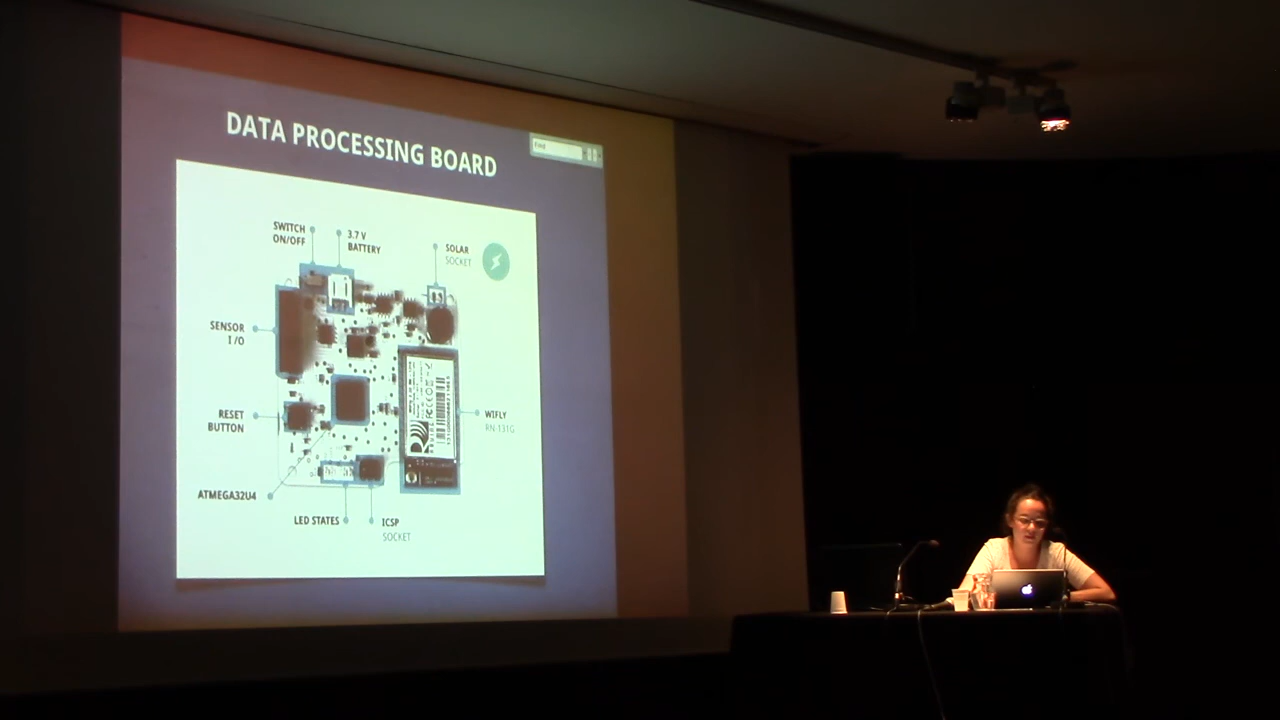 DATA PROCESSING BOARD
Find
SWITCH
ON/OFF
3.7 V
BATTERY
SOLAR
SOCKET
SENSOR
I/O
RESET
BUTTON
WIFLY
RN-131G
ATMEGA32U4
LED STATES
ICSP
SOCKET